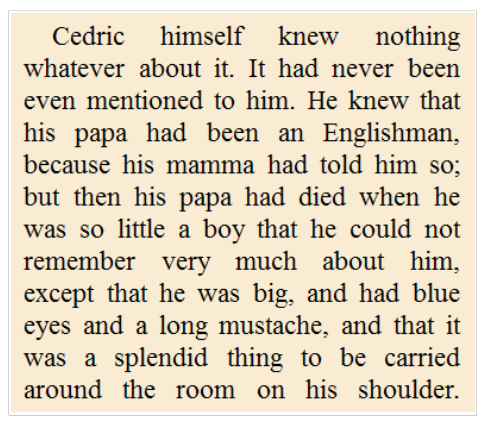 Cedric himself knew nothing
whatever about it. It had never been
even mentioned to him. He knew that
his papa had been an Englishman,
because his mamma had told him so;
but then his papa had died when he
was so little a boy that he could not
remember very much about him,
except that he was big, and had blue
eyes and a long mustache, and that it
was a splendid thing to be carried
around the room on his shoulder.